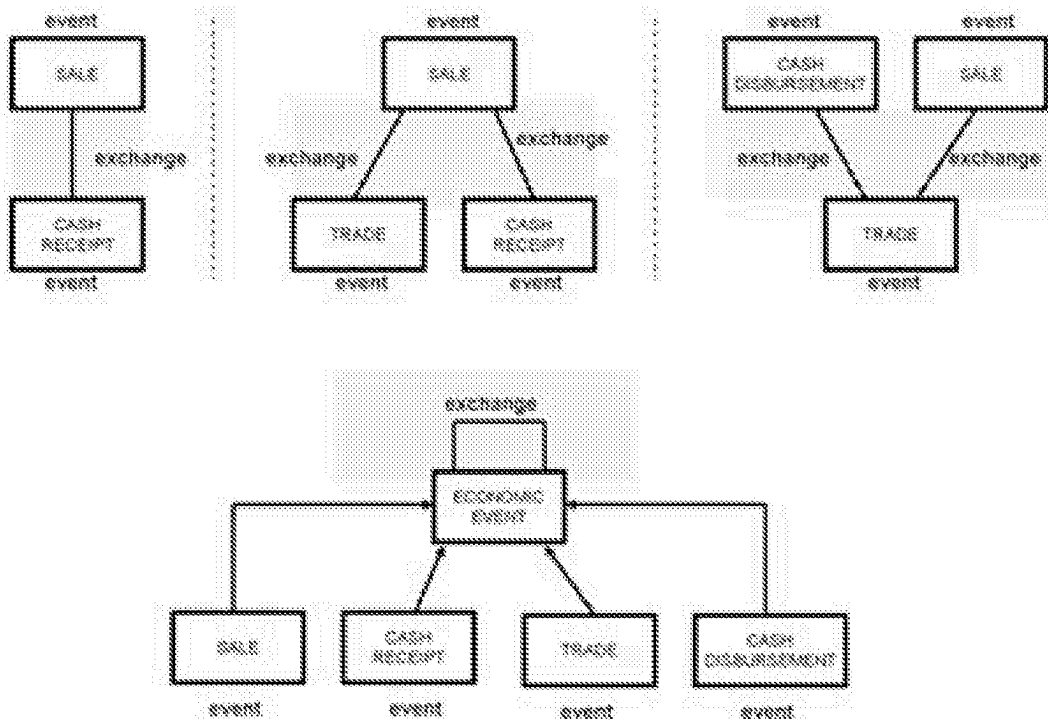 event
SALE
exchange
CASH
RECEIPT
event
event
SALE
exchange
exchange
TRADE
CASH
RECEIPT
event
event
event
event
CASH
DISBURSEMENT
SALE
exchange
exchange
TRADE
event
exchange
ECONOMIC
EVENT
SALE
CASH
RECEIPT
TRADE
CASH
DISBURSEMENT
event
event
event
event